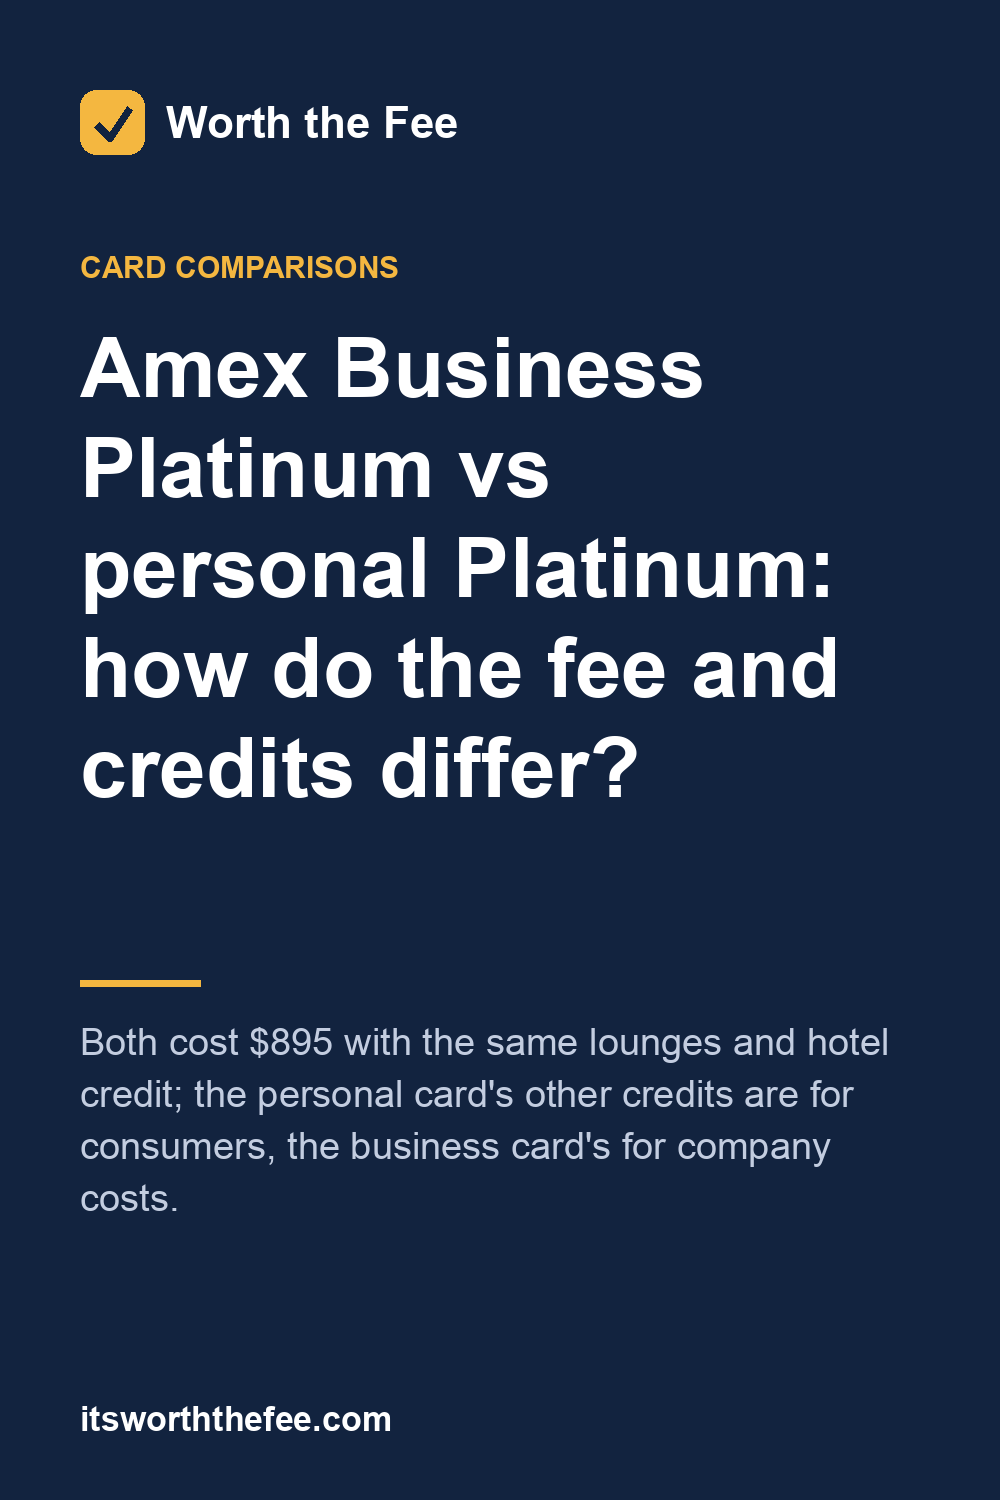 Worth the Fee
CARD COMPARISONS
Amex Business
Platinum vs
personal Platinum:
how do the fee and
credits differ?
Both cost $895 with the same lounges and hotel
credit; the personal card's other credits are for
consumers, the business card's for company
costs.
itsworththefee.com